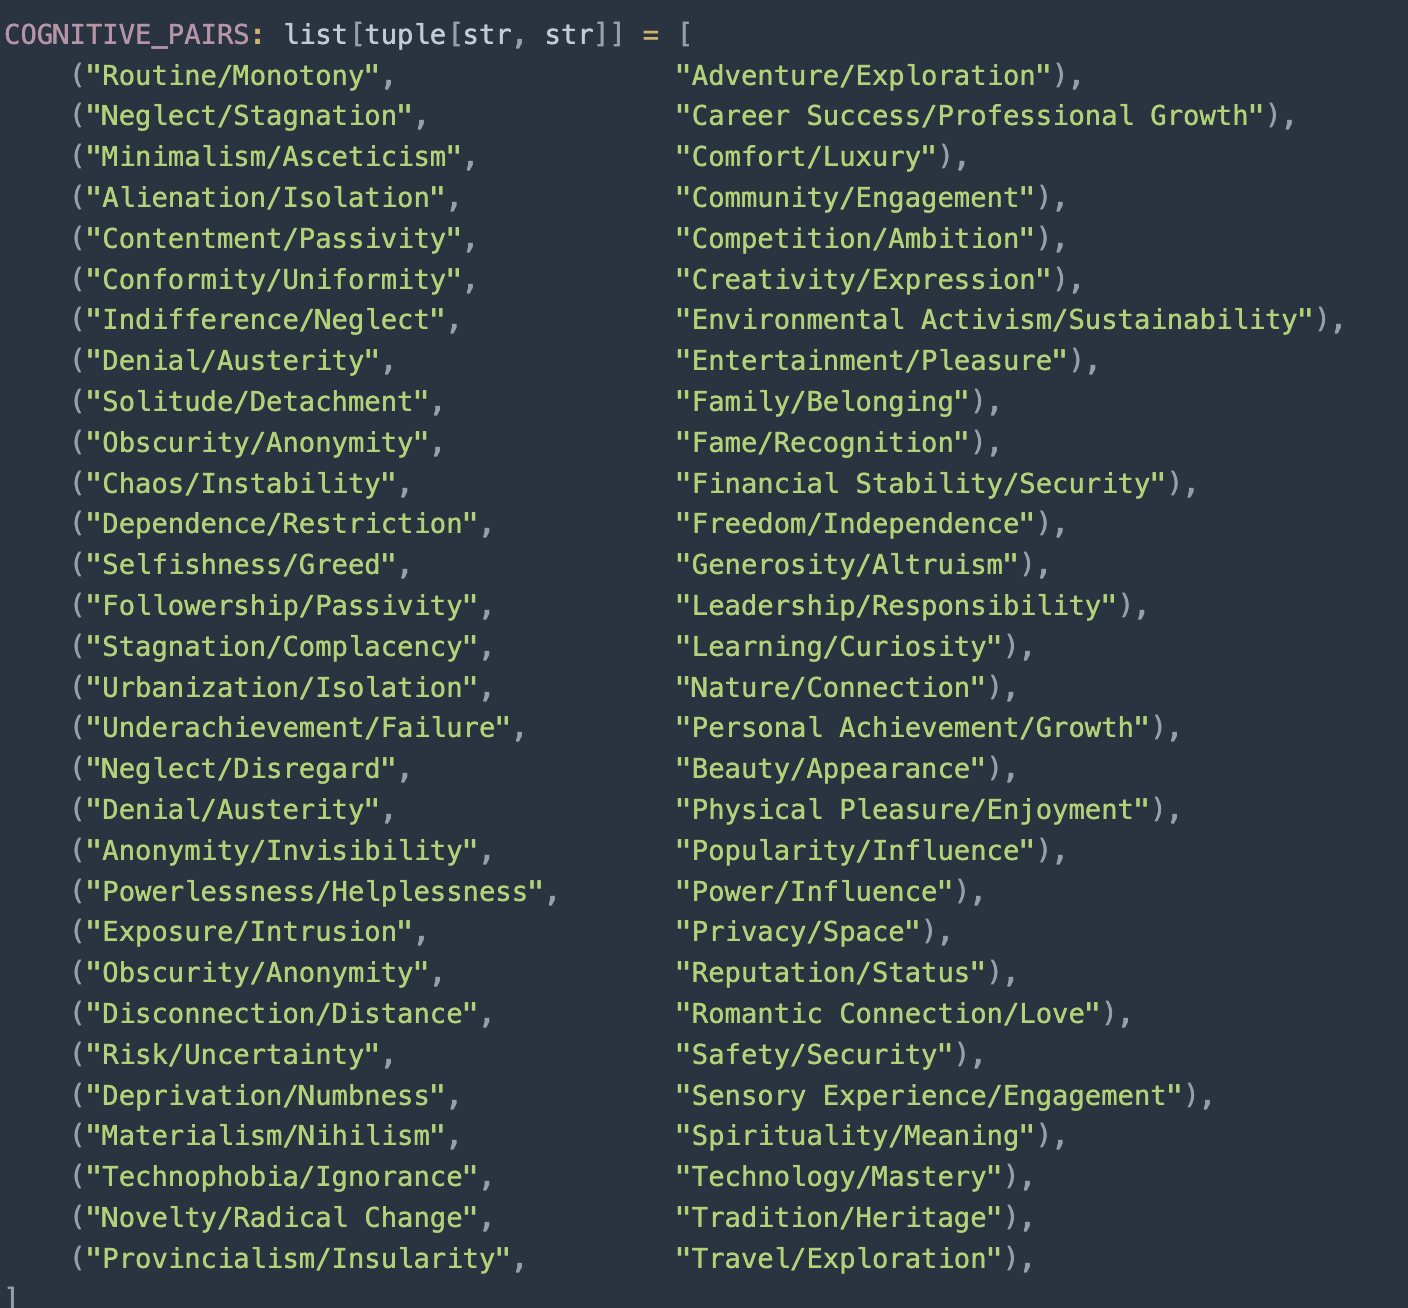 COGNITIVE_PAIRS: list[tuple[str, str]] = [
    ("Routine/Monotony",                 "Adventure/Exploration"),
    ("Neglect/Stagnation",               "Career Success/Professional Growth"),
    ("Minimalism/Asceticism",            "Comfort/Luxury"),
    ("Alienation/Isolation",             "Community/Engagement"),
    ("Contentment/Passivity",            "Competition/Ambition"),
    ("Conformity/Uniformity",            "Creativity/Expression"),
    ("Indifference/Neglect",             "Environmental Activism/Sustainability"),
    ("Denial/Austerity",                 "Entertainment/Pleasure"),
    ("Solitude/Detachment",              "Family/Belonging"),
    ("Obscurity/Anonymity",              "Fame/Recognition"),
    ("Chaos/Instability",                "Financial Stability/Security"),
    ("Dependence/Restriction",           "Freedom/Independence"),
    ("Selfishness/Greed",                "Generosity/Altruism"),
    ("Followership/Passivity",           "Leadership/Responsibility"),
    ("Stagnation/Complacency",           "Learning/Curiosity"),
    ("Urbanization/Isolation",           "Nature/Connection"),
    ("Underachievement/Failure",         "Personal Achievement/Growth"),
    ("Neglect/Disregard",                "Beauty/Appearance"),
    ("Denial/Austerity",                 "Physical Pleasure/Enjoyment"),
    ("Anonymity/Invisibility",           "Popularity/Influence"),
    ("Powerlessness/Helplessness",       "Power/Influence"),
    ("Exposure/Intrusion",               "Privacy/Space"),
    ("Obscurity/Anonymity",              "Reputation/Status"),
    ("Disconnection/Distance",           "Romantic Connection/Love"),
    ("Risk/Uncertainty",                 "Safety/Security"),
    ("Deprivation/Numbness",             "Sensory Experience/Engagement"),
    ("Materialism/Nihilism",             "Spirituality/Meaning"),
    ("Technophobia/Ignorance",           "Technology/Mastery"),
    ("Novelty/Radical Change",           "Tradition/Heritage"),
    ("Provincialism/Insularity",         "Travel/Exploration"),
]